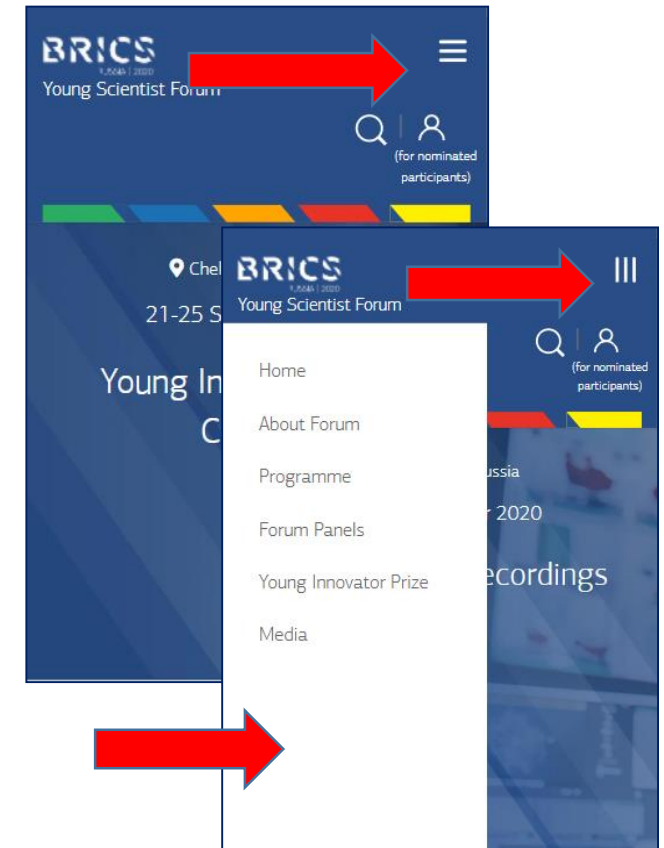 BRICS
RUSSIA | 2020
Young Scientist Forum
(for nominated
participants)
Chel
21-25 S
Young In
C
BRICS
RUSSIA | 2020
Young Scientist Forum
(for nominated
participants)
Home
About Forum
Programme
Forum Panels
Young Innovator Prize
Media
ussia
r 2020
ecordings